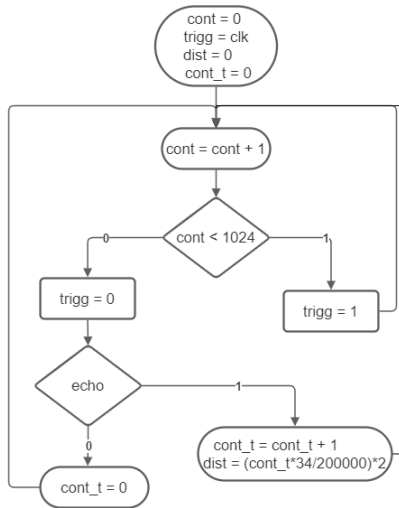 cont = 0
trigg = clk
dist = 0
cont_t = 0
cont = cont + 1
cont < 1024
0
1
trigg = 0
trigg = 1
echo
1
0
cont_t = cont_t + 1
dist = (cont_t*34/200000)*2
cont_t = 0